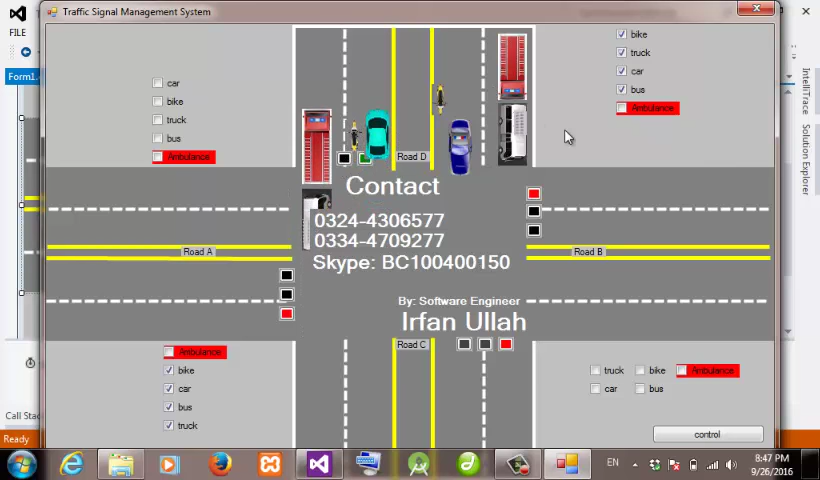 Traffic Signal Management System
FILE
Form1.
car
bike
truck
bus
Ambulance
bike
truck
car
bus
Ambulance
IntelliTrace
Solution Explorer
Road D
Contact
0324-4306577
0334-4709277
Skype: BC100400150
Road A
Road B
By: Software Engineer
Irfan Ullah
Road C
Ambulance
bike
car
bus
truck
truck
bike
Ambulance
car
bus
control
Call Sta
Ready
EN
8:47 PM
9/26/2016